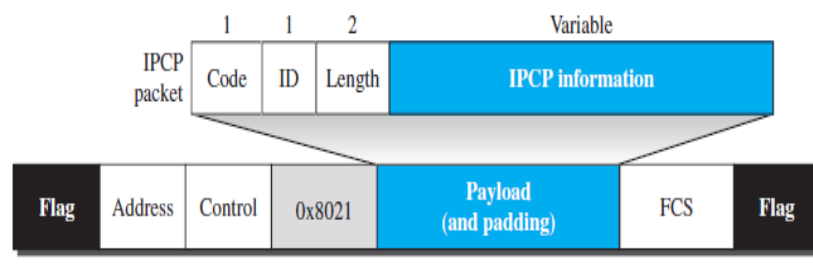 1 1 2 Variable
IPCP packet
Code ID Length IPCP information
Flag Address Control 0x8021 Payload (and padding) FCS Flag